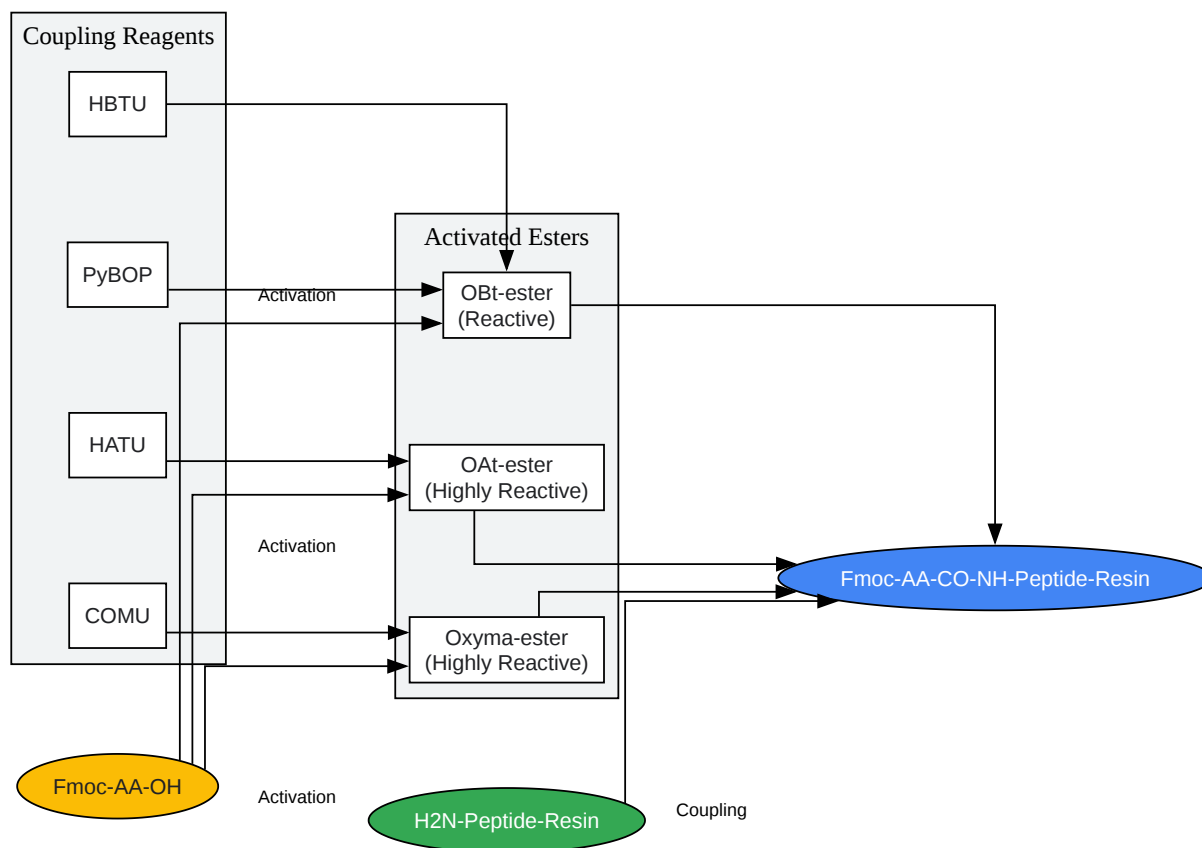 Coupling Reagents
HBTU
Activated Esters
PyBOP
Activation
OBt-ester
(Reactive)
HATU
OAt-ester
(Highly Reactive)
Activation
Fmoc-AA-CO-NH-Peptide-Resin
COMU
Oxyma-ester
(Highly Reactive)
Fmoc-AA-OH
Activation
H2N-Peptide-Resin
Coupling